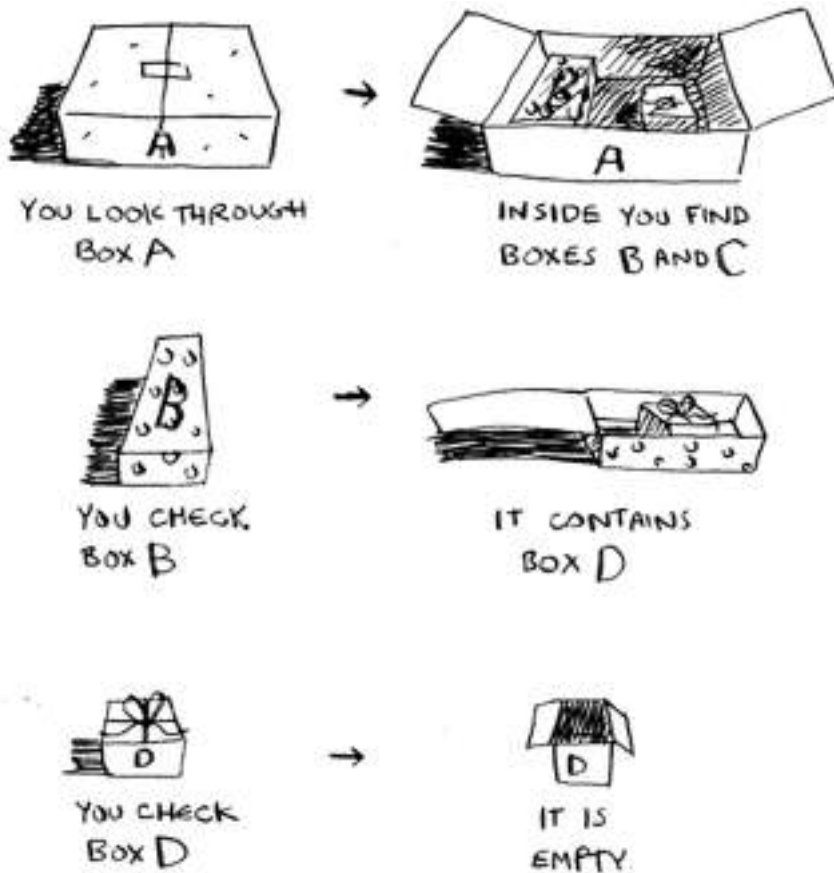 A
A
YOU LOOK THROUGH
BOX A
INSIDE YOU FIND
BOXES B AND C
B
YOU CHECK
BOX B
IT CONTAINS
BOX D
D
D
YOU CHECK
BOX D
IT IS
EMPTY.